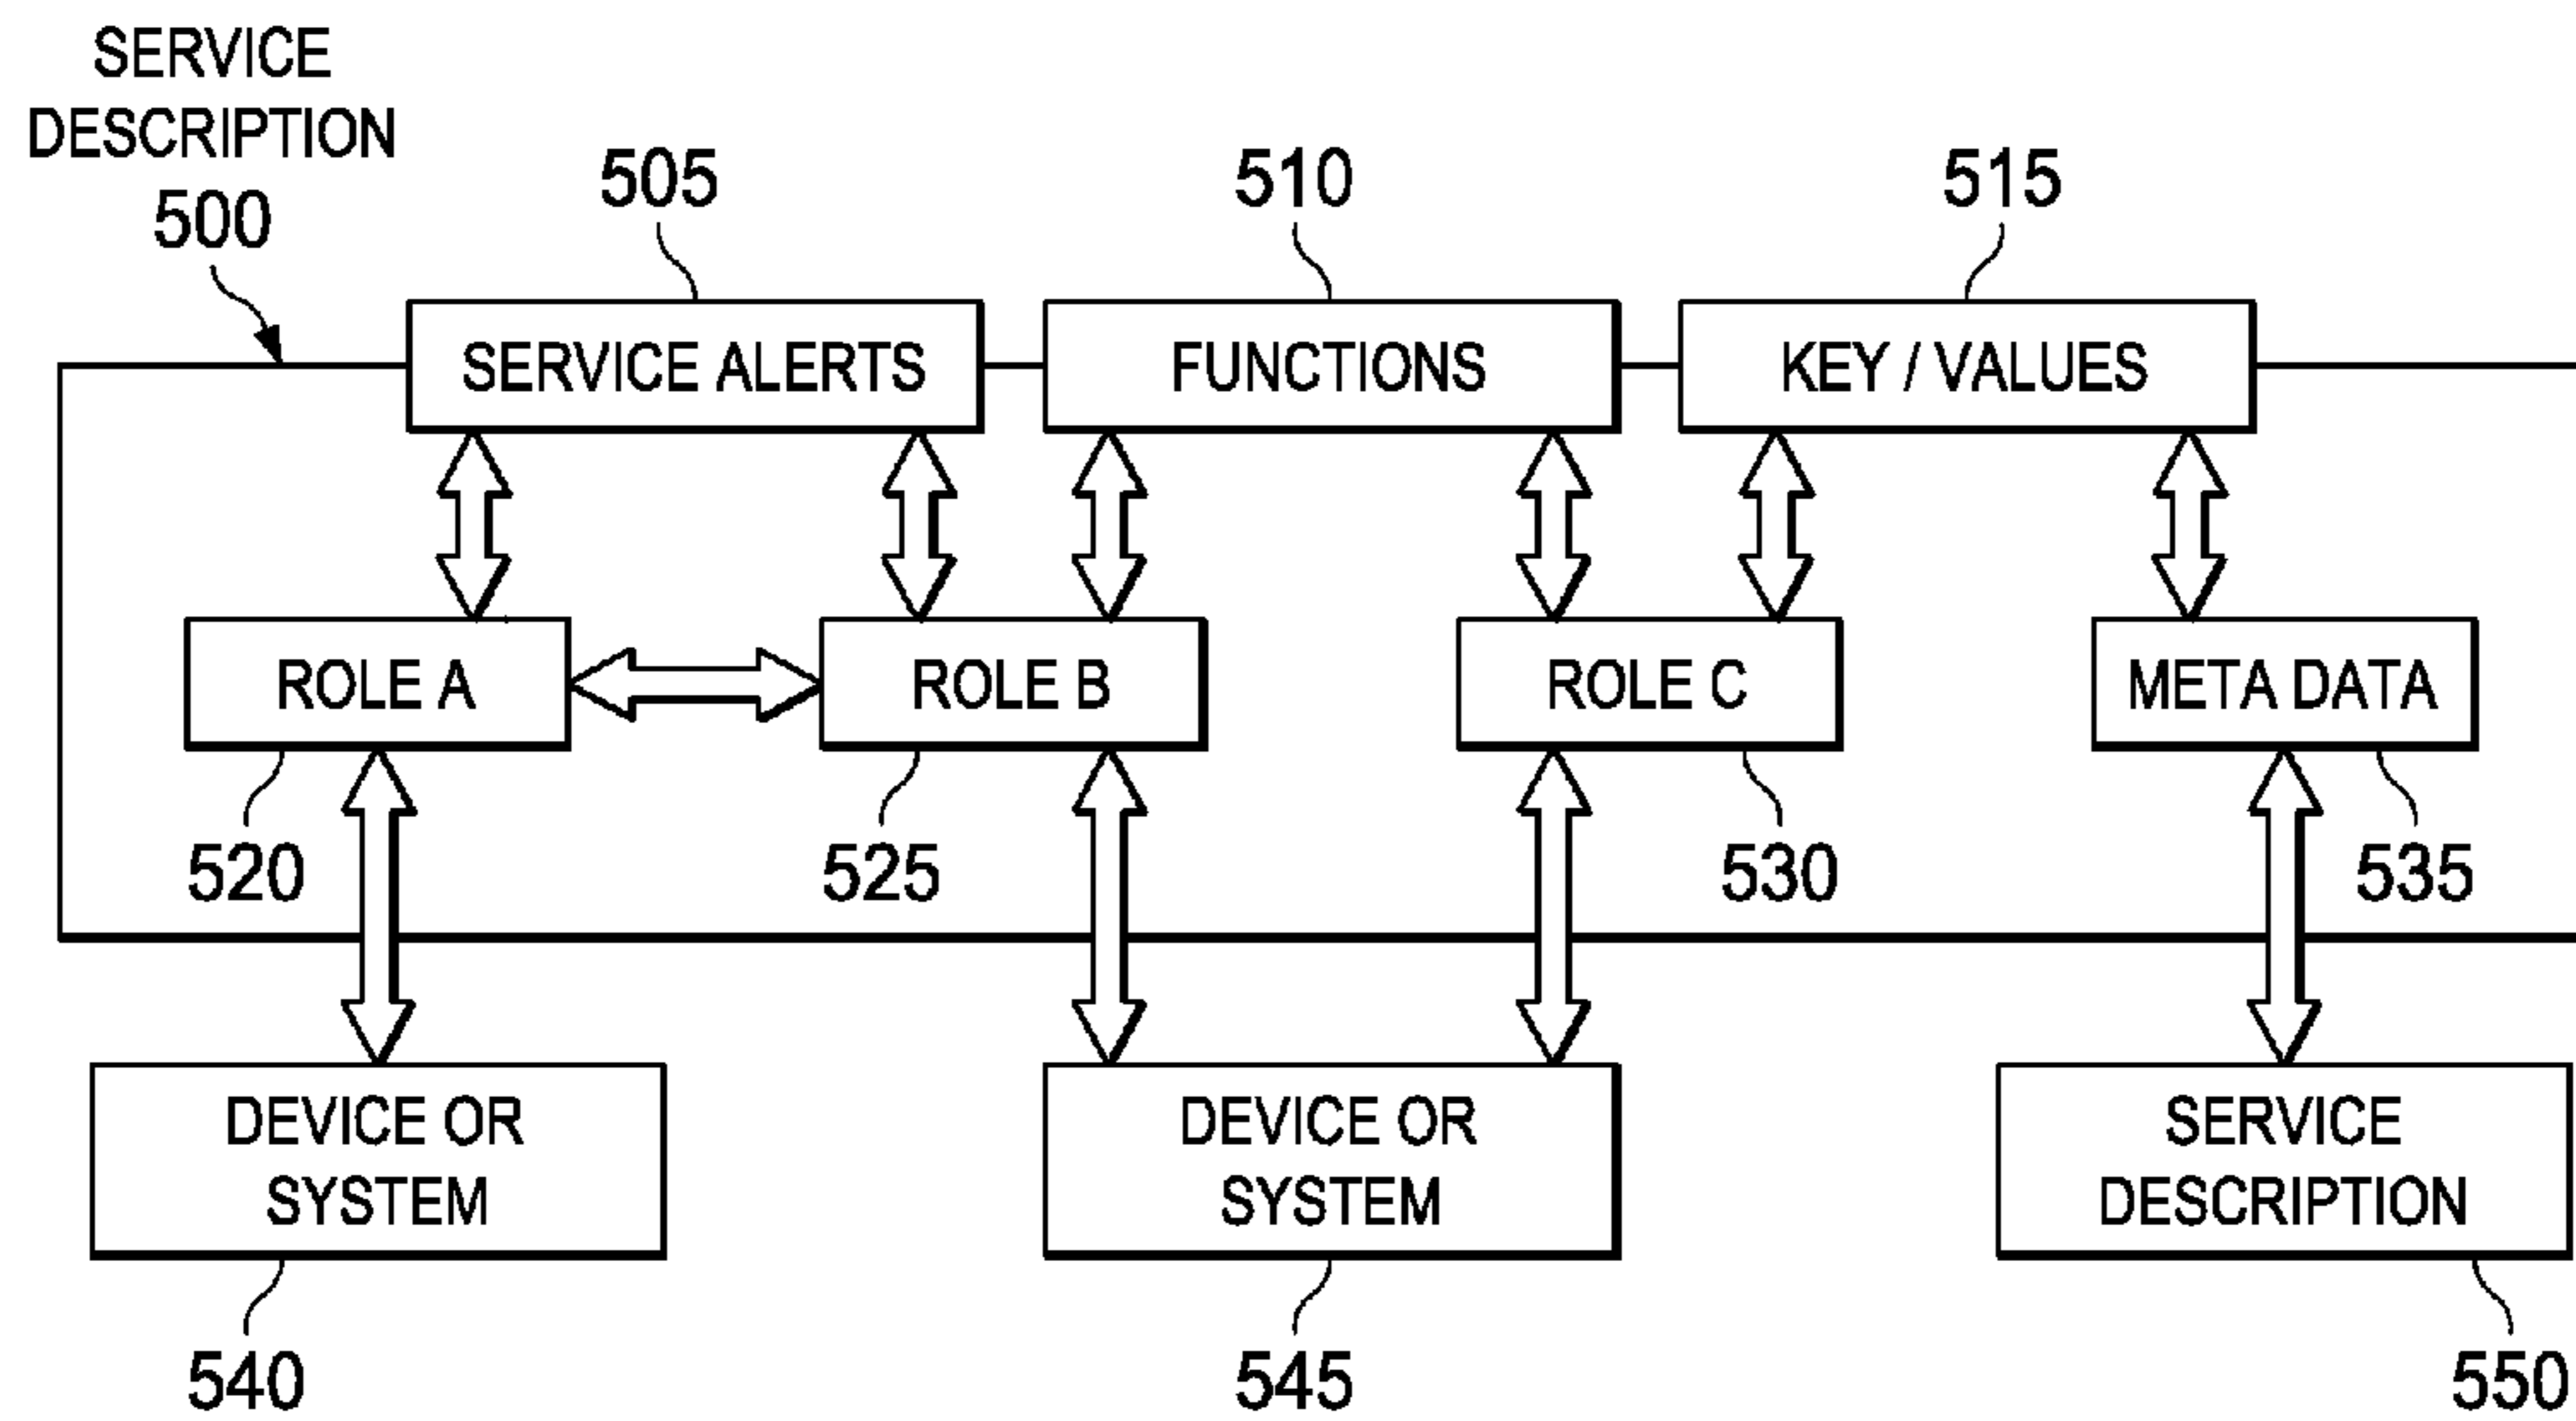 SERVICE
DESCRIPTION
500
505
510
515
SERVICE ALERTS
FUNCTIONS
KEY / VALUES
ROLE A
ROLE B
ROLE C
META DATA
520
525
530
535
DEVICE OR
SYSTEM
DEVICE OR
SYSTEM
SERVICE
DESCRIPTION
540
545
550